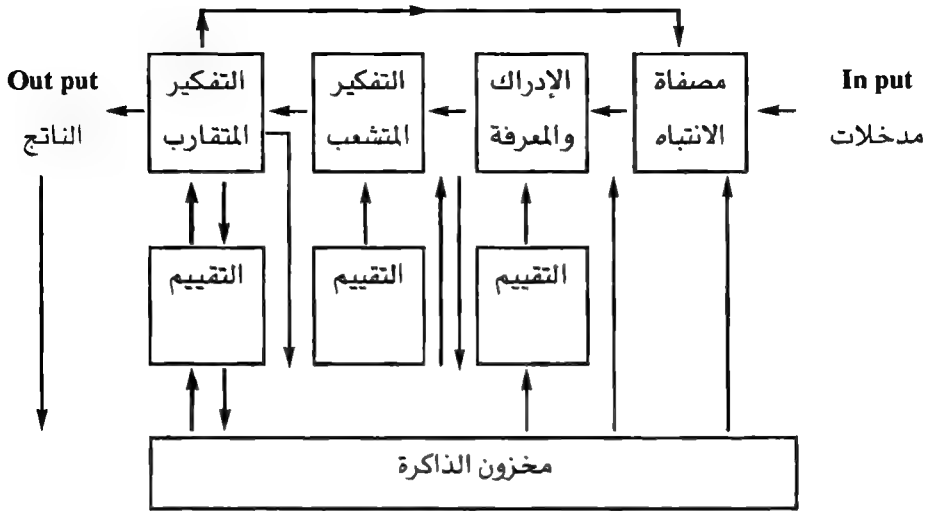 In put
مدخلات
مصفاة
الانتباه
الإدراك
والمعرفة
التفكير
المتشعب
التفكير
المتقارب
Out put
الناتج
التقييم
التقييم
التقييم
مخزون الذاكرة